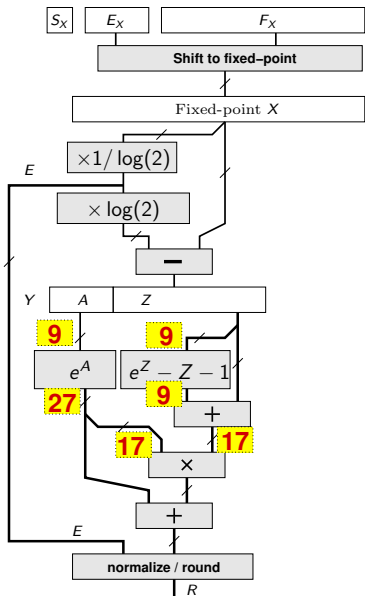 S_X E_X F_X
Shift to fixed–point
Fixed-point X
×1/ log(2)
E
× log(2)
−
Y A Z
9 9
e^A e^Z − Z − 1
27 9
+
17 17
×
+
E
normalize / round
R